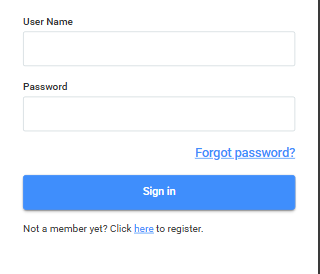 User Name
Password
Forgot password?
Sign in
Not a member yet? Click here to register.